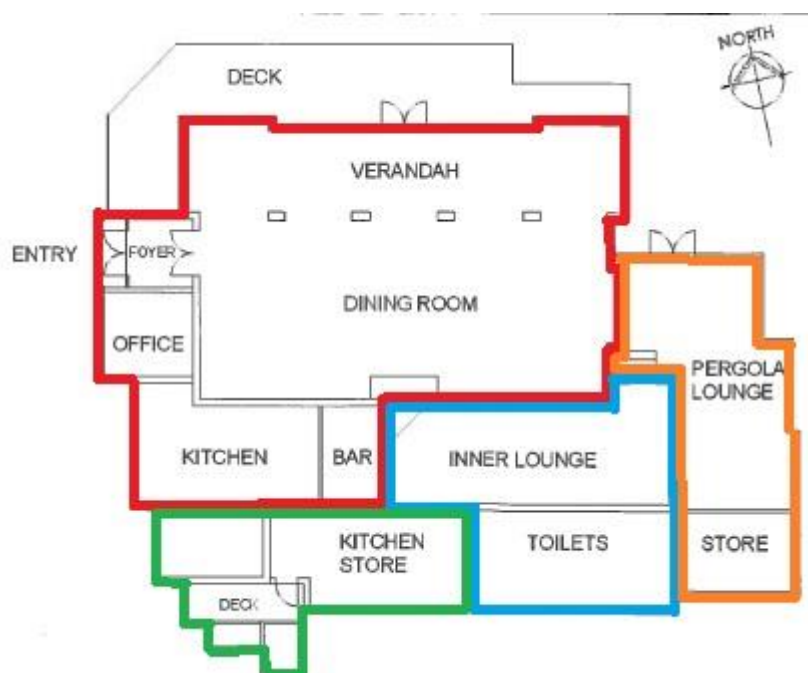 NORTH
DECK
VERANDAH
ENTRY
FOYER
DINING ROOM
OFFICE
PERGOLA
LOUNGE
KITCHEN
BAR
INNER LOUNGE
KITCHEN
STORE
TOILETS
STORE
DECK